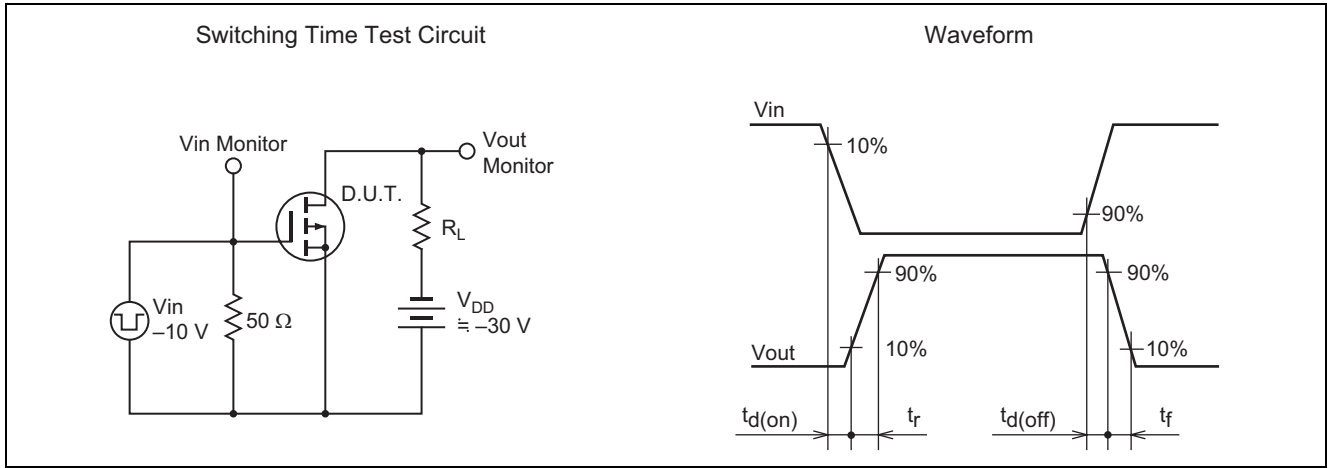 Switching Time Test Circuit
Vin Monitor
Vout
Monitor
D.U.T.
RL
Vin
–10 V
50 Ω
VDD
≒ –30 V
Waveform
Vin
10%
90%
90%
90%
Vout
10%
10%
td(on)
tr
td(off)
tf